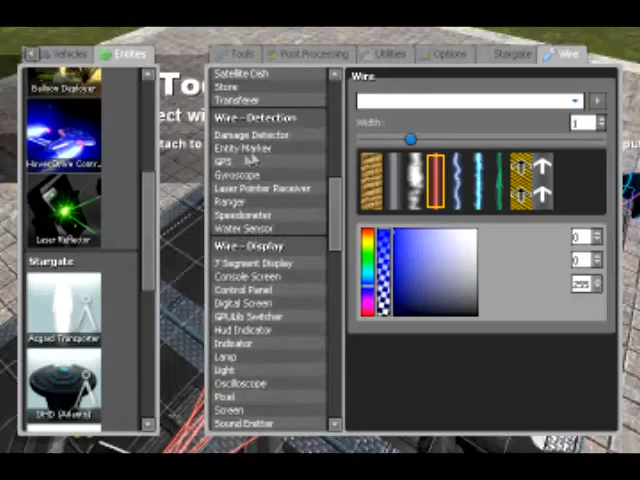 Vehicles
Entities
Balloon Deployer
Hover Drive Contr...
Laser Reflector
Stargate
Asgard Transporter
DHD (Atlantis)
Tools
Post Processing
Utilities
Options
Stargate
Wire
Satellite Dish
Store
Transferer
Wire - Detection
Damage Detector
Entity Marker
GPS
Gyroscope
Laser Pointer Receiver
Ranger
Speedometer
Water Sensor
Wire - Display
7 Segment Display
Console Screen
Control Panel
Digital Screen
GPULib Switcher
Hud Indicator
Indicator
Lamp
Light
Oscilloscope
Pixel
Screen
Sound Emitter
Wire
Width:
1
0
0
255